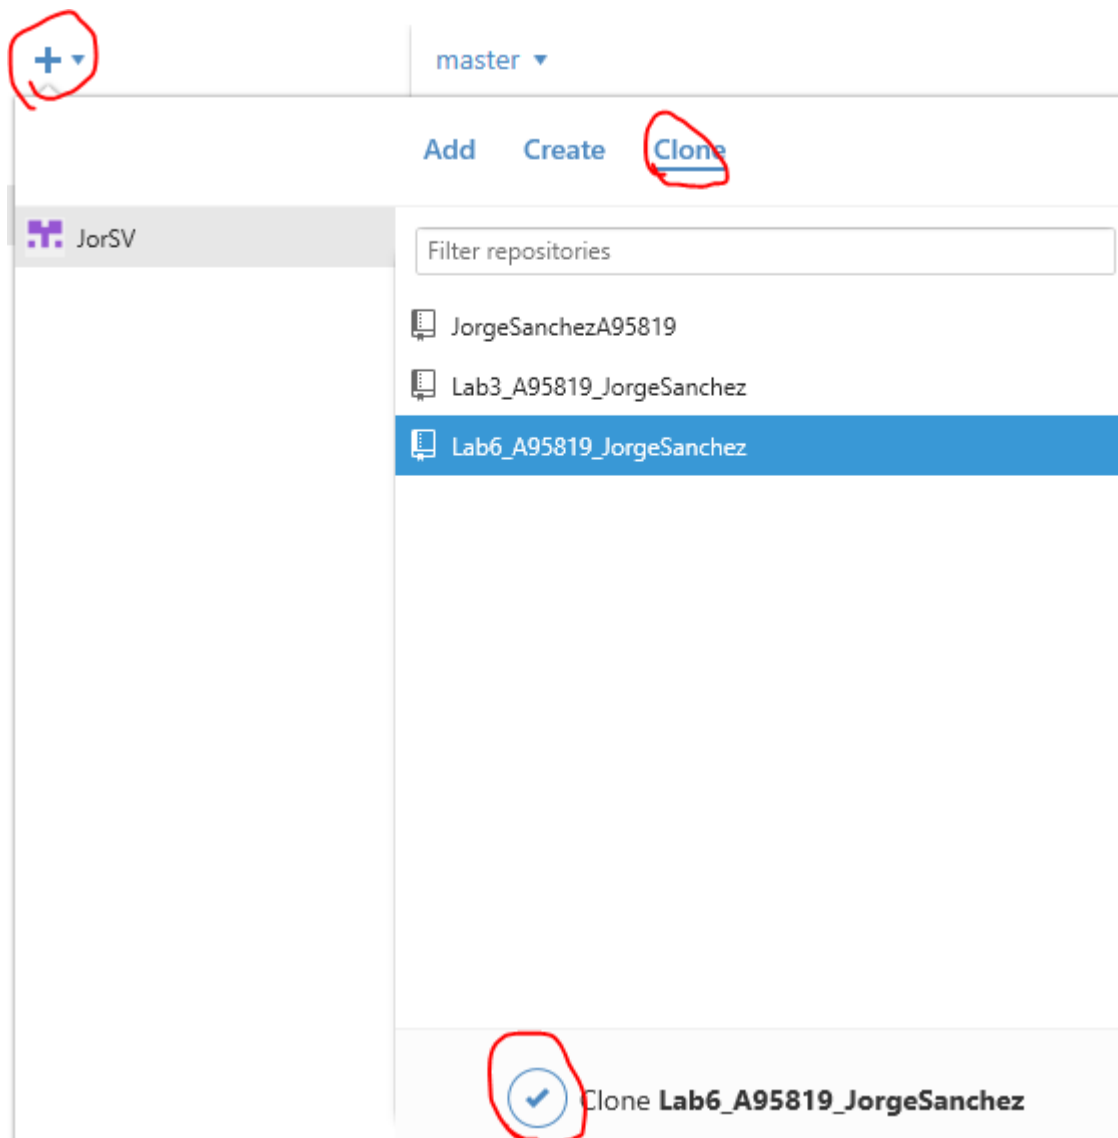 + master
Add Create Clone
JorSV
Filter repositories
JorgeSanchezA95819
Lab3_A95819_JorgeSanchez
Lab6_A95819_JorgeSanchez
Clone Lab6_A95819_JorgeSanchez